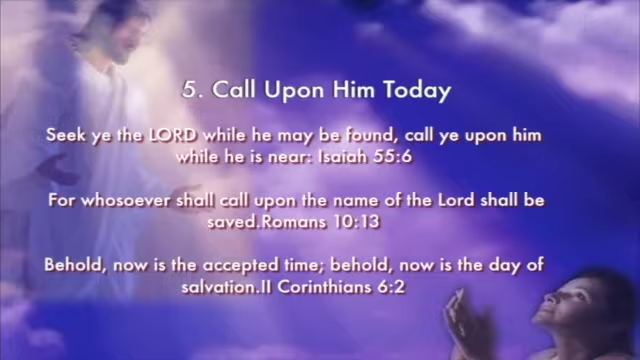 5. Call Upon Him Today
Seek ye the LORD while he may be found, call ye upon him
while he is near: Isaiah 55:6
For whosoever shall call upon the name of the Lord shall be
saved.Romans 10:13
Behold, now is the accepted time; behold, now is the day of
salvation.II Corinthians 6:2